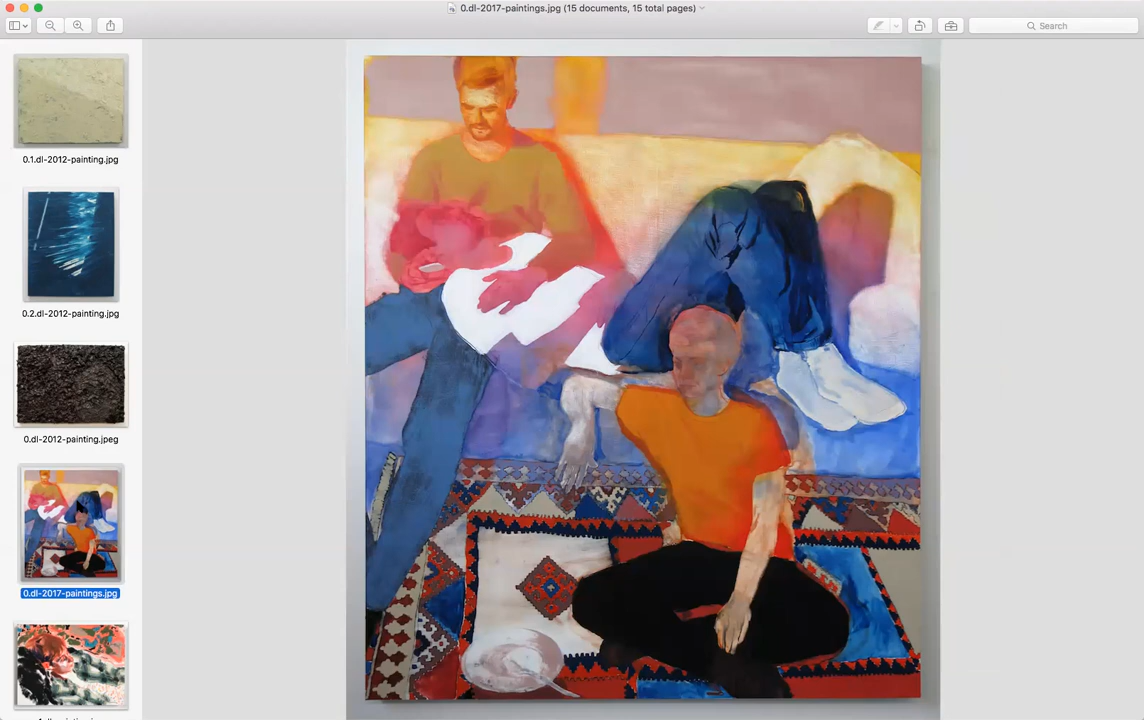 0.dl-2017-paintings.jpg (15 documents, 15 total pages)
Search
0.1.dl-2012-painting.jpg
0.2.dl-2012-painting.jpg
0.dl-2012-painting.jpeg
0.dl-2017-paintings.jpg